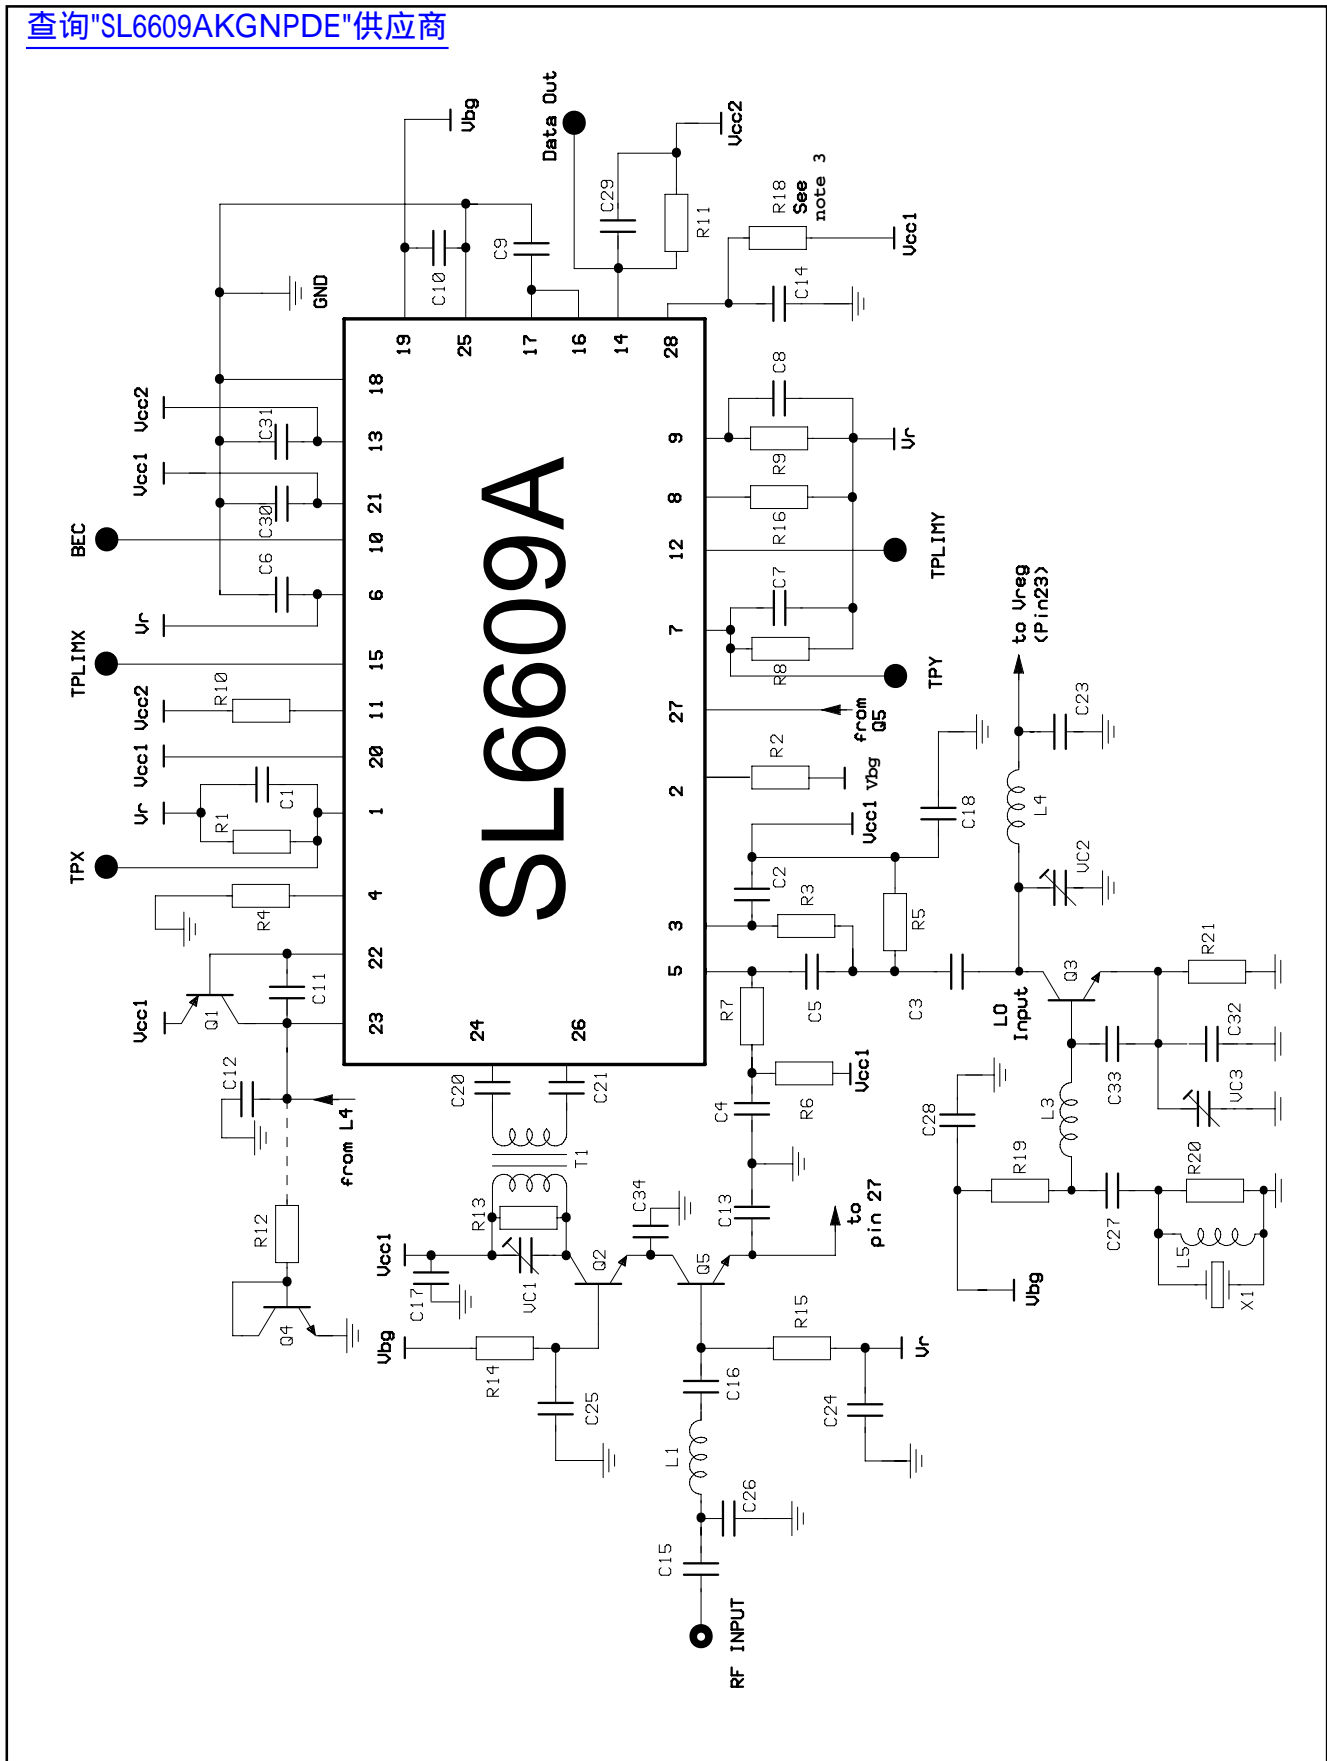 查询"SL6609AKGNPDE"供应商
Vbg
Data Out
Vcc2
C29
R11
R18
See
note 3
Vcc1
C14
C10
C9
GND
19
25
17
16
14
28
Vcc2
C31
Vcc1
C30
BEC
C6
Vr
TPLIMX
Vcc2
R10
Vcc1
Vr
C1
R1
TPX
R4
18
13
21
10
6
15
11
20
1
4
22
23
SL6609A
9
8
12
7
27
2
3
5
24
26
C8
R9
Vr
R16
TPLIMY
C7
R8
TPY
from
Q5
R2
Vbg
Vcc1
C2
R3
C18
R5
R7
C5
C3
Vcc1
Q1
C11
C12
from L4
R12
Q4
C20
C21
T1
R13
VC1
Vcc1
C17
Q2
C34
Vbg
R14
C25
Q5
C13
C4
R6
Vcc1
to
pin 27
R15
Vr
C24
C16
L1
C26
C15
RF INPUT
to Vreg
(Pin23)
C23
L4
VC2
LO
Input
Q3
R21
C32
VC3
C33
L3
C28
R19
C27
R20
L5
X1
Vbg